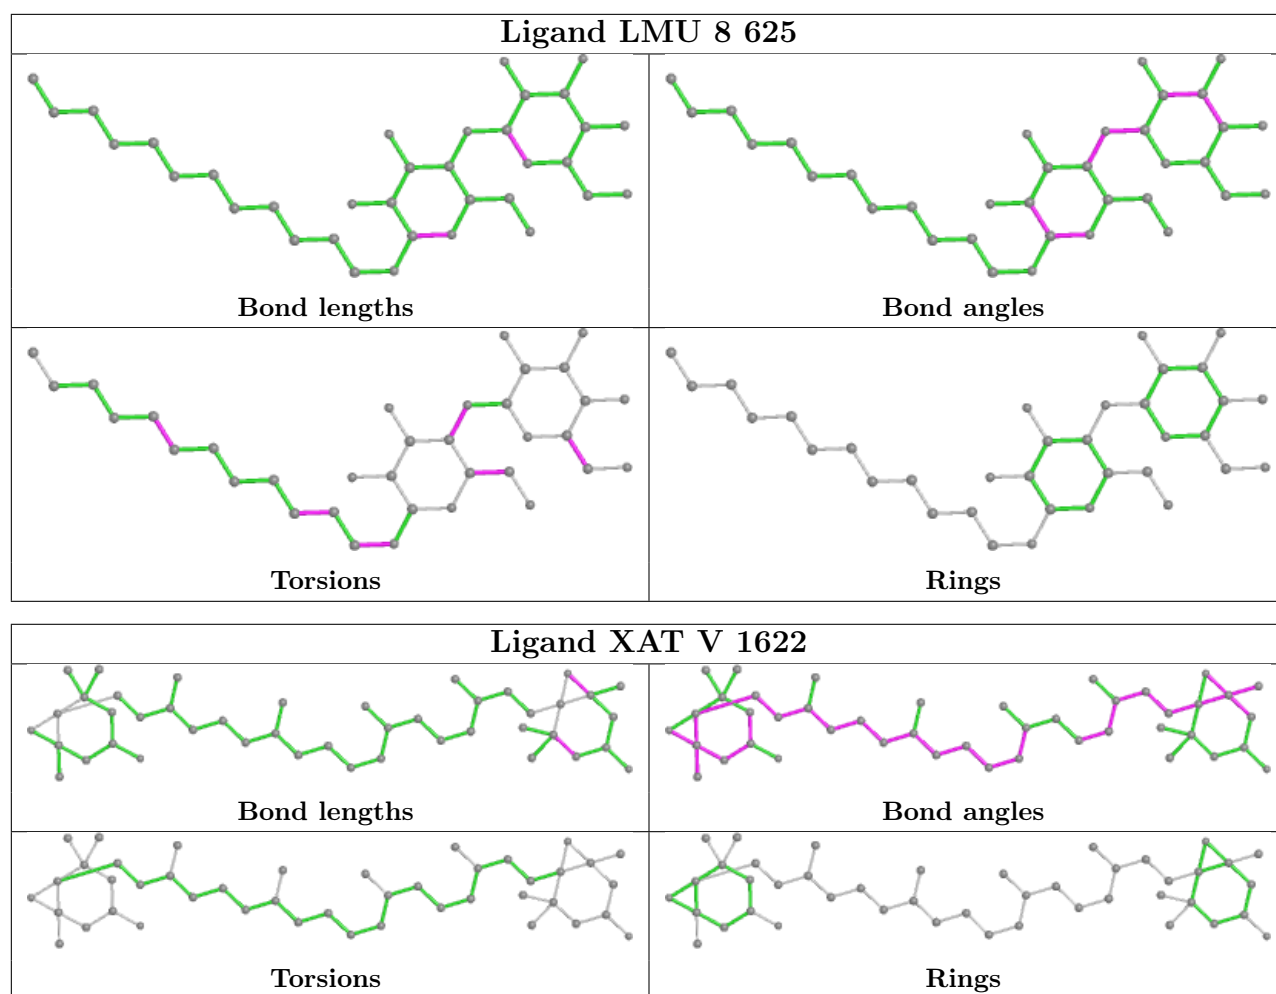 Ligand LMU 8 625
Bond lengths
Bond angles
Torsions
Rings
Ligand XAT V 1622
Bond lengths
Bond angles
Torsions
Rings